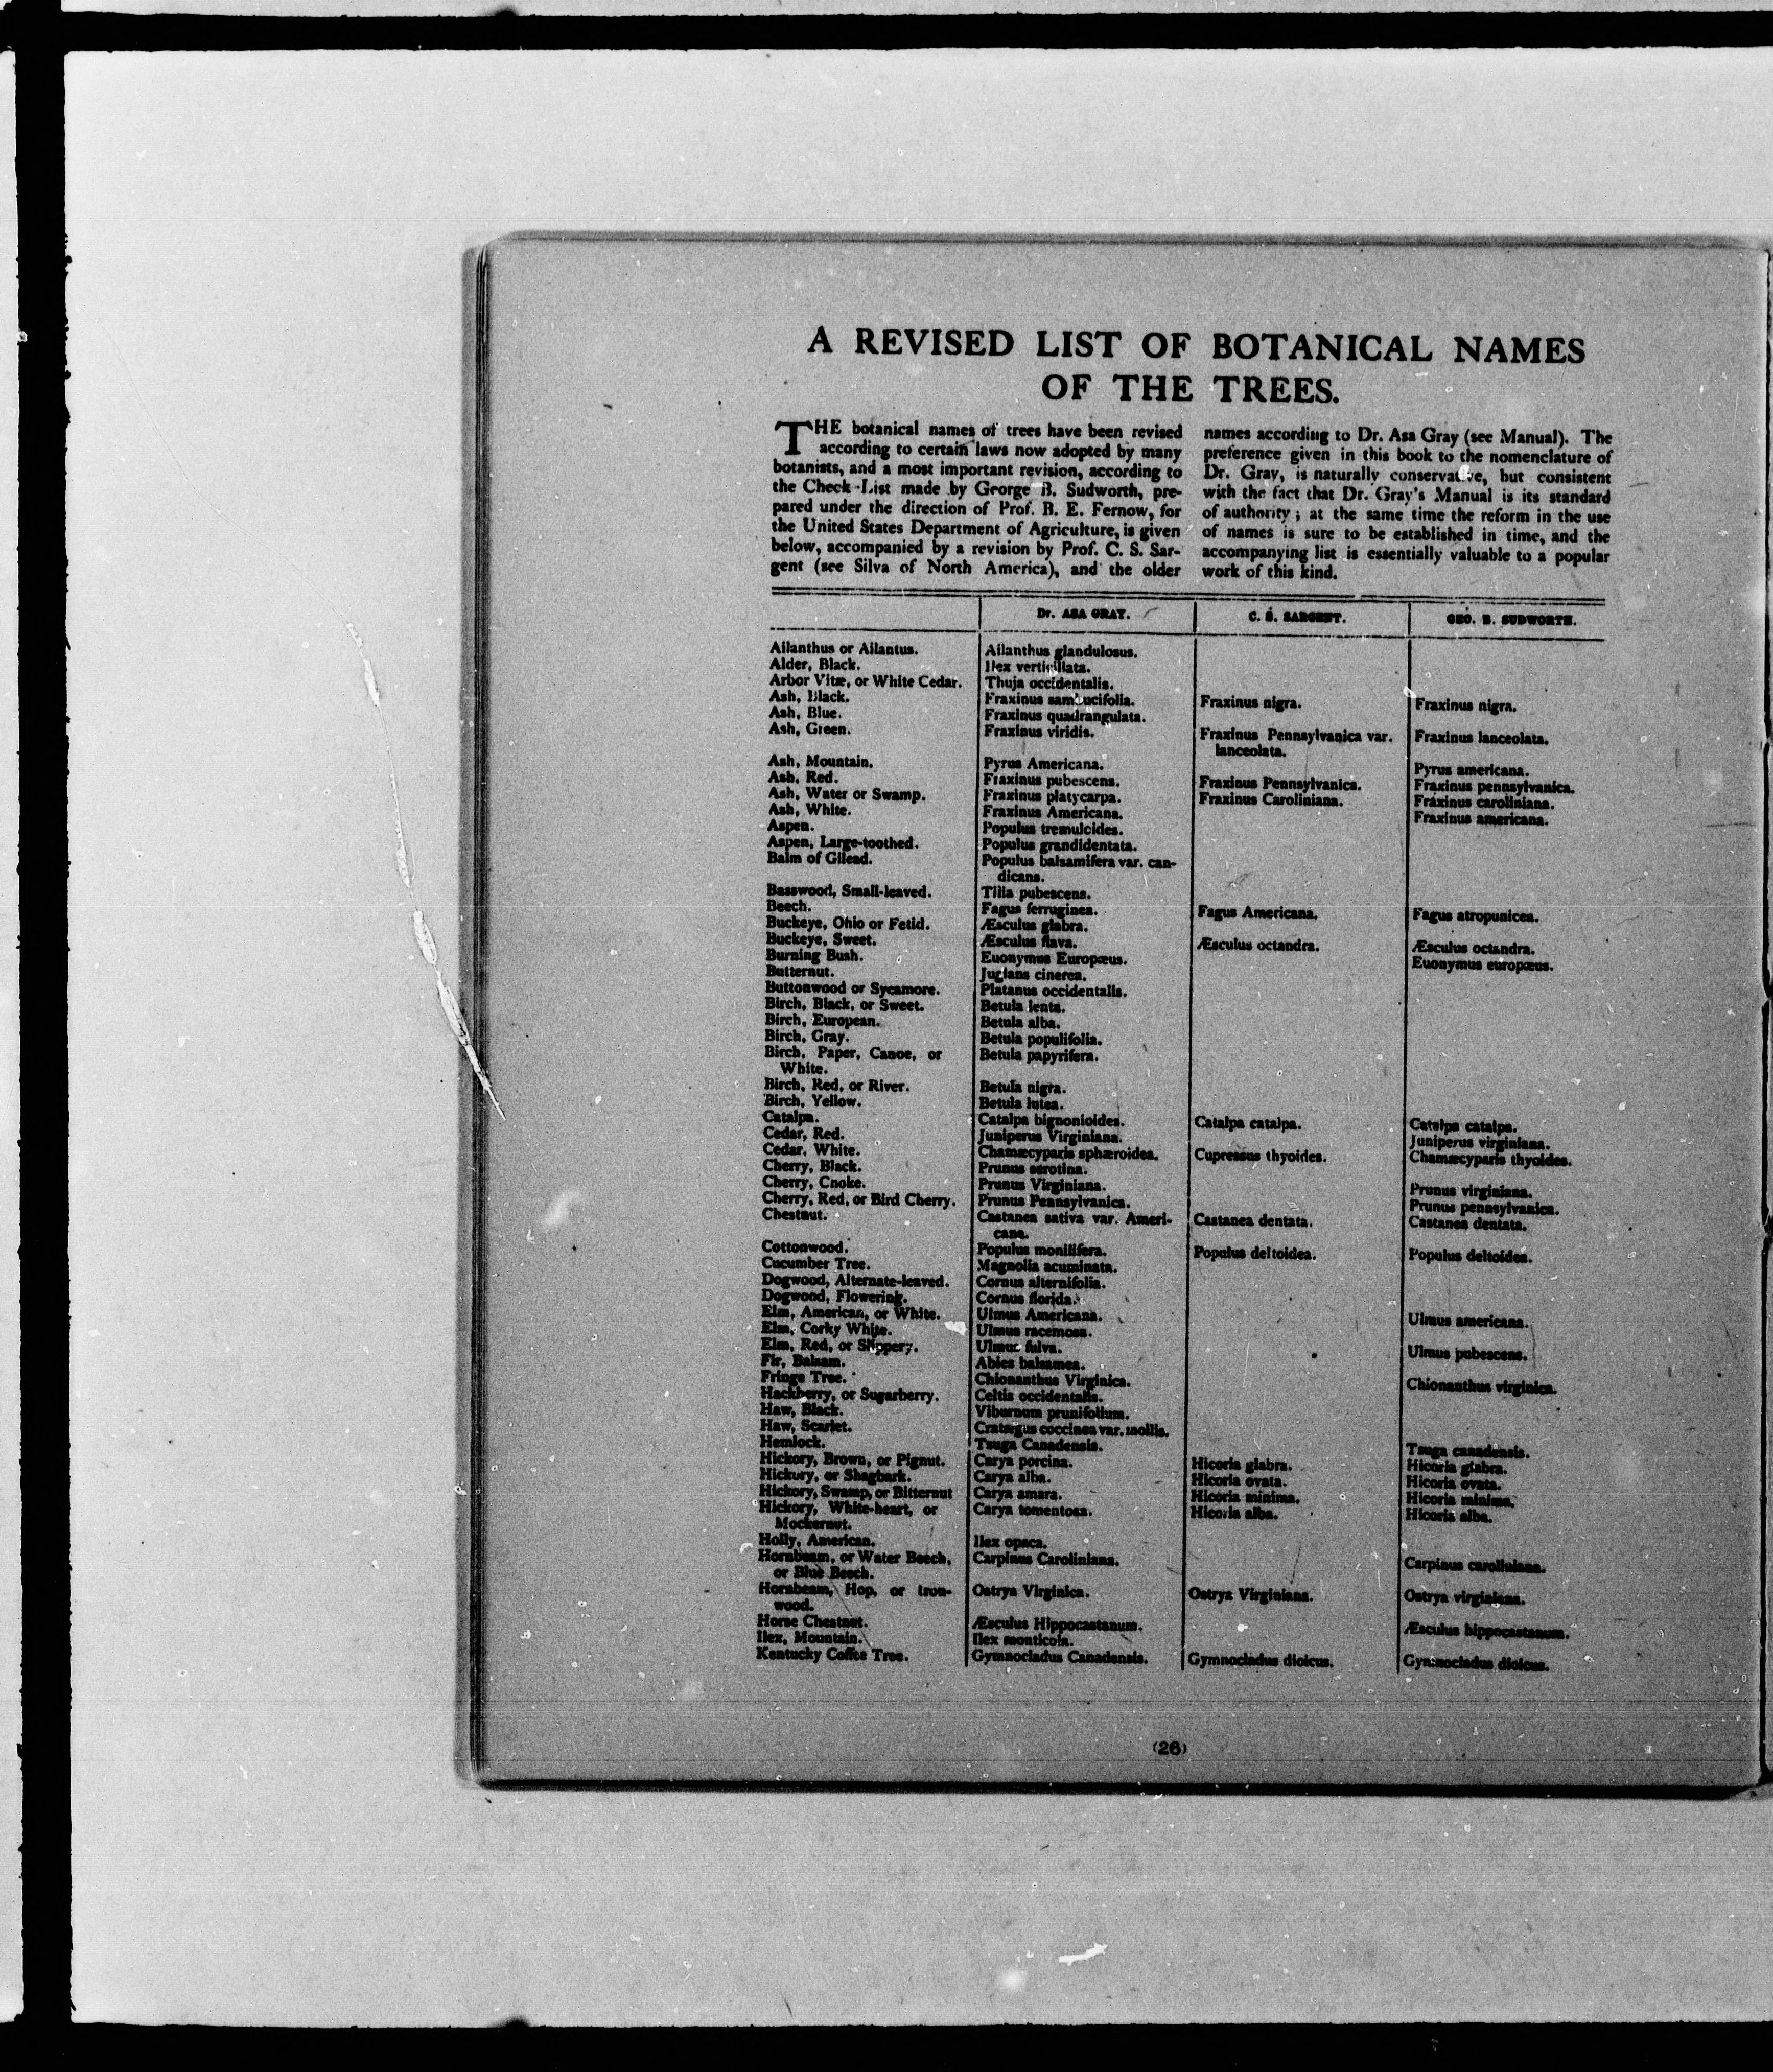 A REVISED LIST OF BOTANICAL NAMES
OF THE TREES.
THE botanical names of trees have been revised
according to certain laws now adopted by many
botanists, and a most important revision, according to
the Check-List made by George B. Sudworth, pre-
pared under the direction of Prof. B. E. Fernow, for
the United States Department of Agriculture, is given
below, accompanied by a revision by Prof. C. S. Sar-
gent (see Silva of North America), and the older
names according to Dr. Asa Gray (see Manual). The
preference given in this book to the nomenclature of
Dr. Gray, is naturally conservative, but consistent
with the fact that Dr. Gray's Manual is its standard
of authority; at the same time the reform in the use
of names is sure to be established in time, and the
accompanying list is essentially valuable to a popular
work of this kind.
Dr. ASA GRAY. C. S. SARGENT. GEO. B. SUDWORTH.
Ailanthus or Ailantus. Ailanthus glandulosus.
Alder, Black. Ilex verticillata.
Arbor Vitæ, or White Cedar. Thuja occidentalis.
Ash, Black. Fraxinus sambucifolia. Fraxinus nigra. Fraxinus nigra.
Ash, Blue. Fraxinus quadrangulata.
Ash, Green. Fraxinus viridis. Fraxinus Pennsylvanica var. Fraxinus lanceolata.
lanceolata.
Ash, Mountain. Pyrus Americana. Pyrus americana.
Ash, Red. Fraxinus pubescens. Fraxinus Pennsylvanica. Fraxinus pennsylvanica.
Ash, Water or Swamp. Fraxinus platycarpa. Fraxinus Caroliniana. Fraxinus caroliniana.
Ash, White. Fraxinus Americana. Fraxinus americana.
Aspen. Populus tremulcides.
Aspen, Large-toothed. Populus grandidentata.
Balm of Gilead. Populus balsamifera var. can-
dicans.
Basswood, Small-leaved. Tilia pubescens.
Beech. Fagus ferruginea. Fagus Americana. Fagus atropunicea.
Buckeye, Ohio or Fetid. Æsculus glabra.
Buckeye, Sweet. Æsculus flava. Æsculus octandra. Æsculus octandra.
Burning Bush. Euonymus Europæus. Euonymus europæus.
Butternut. Juglans cinerea.
Buttonwood or Sycamore. Platanus occidentalis.
Birch, Black, or Sweet. Betula lenta.
Birch, European. Betula alba.
Birch, Gray. Betula populifolia.
Birch, Paper, Canoe, or Betula papyrifera.
White.
Birch, Red, or River. Betula nigra.
Birch, Yellow. Betula lutea.
Catalpa. Catalpa bignonioides. Catalpa catalpa. Catalpa catalpa.
Cedar, Red. Juniperus Virginiana. Juniperus virginiana.
Cedar, White. Chamæcyparis sphæroidea. Cupressus thyoides. Chamæcyparis thyoides.
Cherry, Black. Prunus serotina.
Cherry, Cnoke. Prunus Virginiana. Prunus virginiana.
Cherry, Red, or Bird Cherry. Prunus Pennsylvanica. Prunus pennsylvanica.
Chestnut. Castanea sativa var. Ameri- Castanea dentata. Castanea dentata.
cana.
Cottonwood. Populus monilifera. Populus deltoidea. Populus deltoidea.
Cucumber Tree. Magnolia acuminata.
Dogwood, Alternate-leaved. Cornus alternifolia.
Dogwood, Flowering. Cornus florida.
Elm, American, or White. Ulmus Americana. Ulmus americana.
Elm, Corky White. Ulmus racemosa.
Elm, Red, or Slippery. Ulmus fulva. Ulmus pubescens.
Fir, Balsam. Abies balsamea.
Fringe Tree. Chionanthus Virginica. Chionanthus virginica.
Hackberry, or Sugarberry. Celtis occidentalis.
Haw, Black. Viburnum prunifolium.
Haw, Scarlet. Cratægus coccinea var. mollis.
Hemlock. Tsuga Canadensis. Tsuga canadensis.
Hickory, Brown, or Pignut. Carya porcina. Hicoria glabra. Hicoria glabra.
Hickory, or Shagbark. Carya alba. Hicoria ovata. Hicoria ovata.
Hickory, Swamp, or Bitternut Carya amara. Hicoria minima. Hicoria minima.
Hickory, White-heart, or Carya tomentosa. Hicoria alba. Hicoria alba.
Mockernut.
Holly, American. Ilex opaca.
Hornbeam, or Water Beech, Carpinus Caroliniana. Carpinus caroliniana.
or Blue Beech.
Hornbeam, Hop, or Iron- Ostrya Virginica. Ostrya Virginiana. Ostrya virginiana.
wood.
Horse Chestnut. Æsculus Hippocastanum. Æsculus hippocastanum.
Ilex, Mountain. Ilex monticola.
Kentucky Coffee Tree. Gymnocladus Canadensis. Gymnocladus dioicus. Gymnocladus dioicus.
(26)